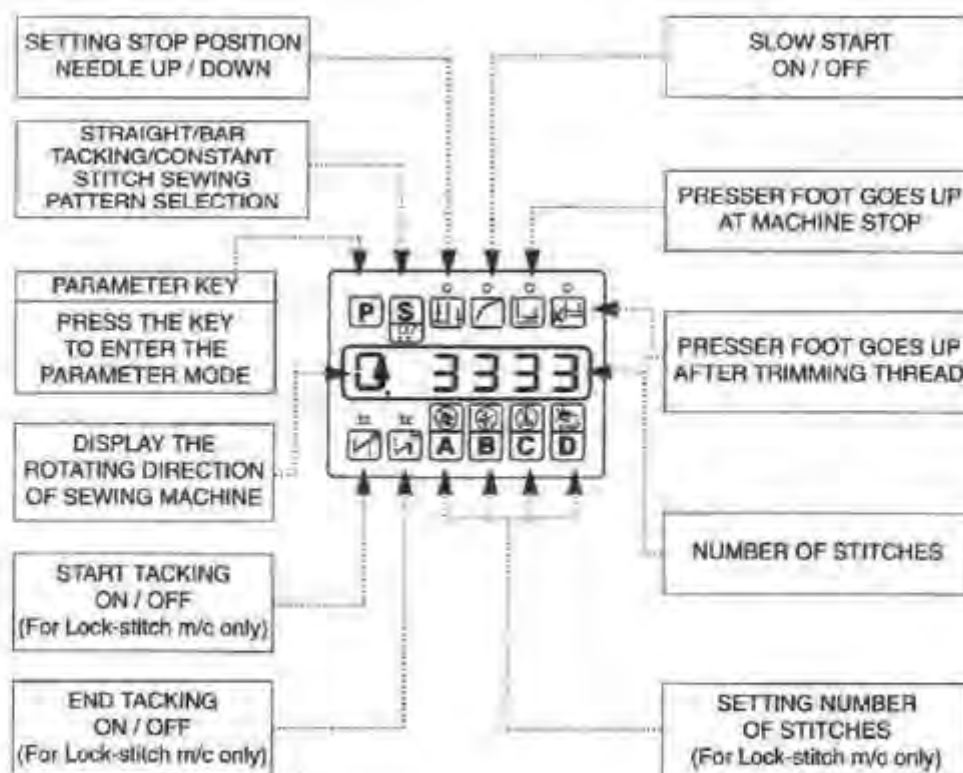 SETTING STOP POSITION
NEEDLE UP / DOWN
SLOW START
ON / OFF
STRAIGHT/BAR
TACKING/CONSTANT
STITCH SEWING
PATTERN SELECTION
PRESSER FOOT GOES UP
AT MACHINE STOP
PARAMETER KEY
PRESS THE KEY
TO ENTER THE
PARAMETER MODE
PRESSER FOOT GOES UP
AFTER TRIMMING THREAD
P S
3333
A B C D
DISPLAY THE
ROTATING DIRECTION
OF SEWING MACHINE
NUMBER OF STITCHES
START TACKING
ON / OFF
(For Lock-stitch m/c only)
END TACKING
ON / OFF
(For Lock-stitch m/c only)
SETTING NUMBER
OF STITCHES
(For Lock-stitch m/c only)